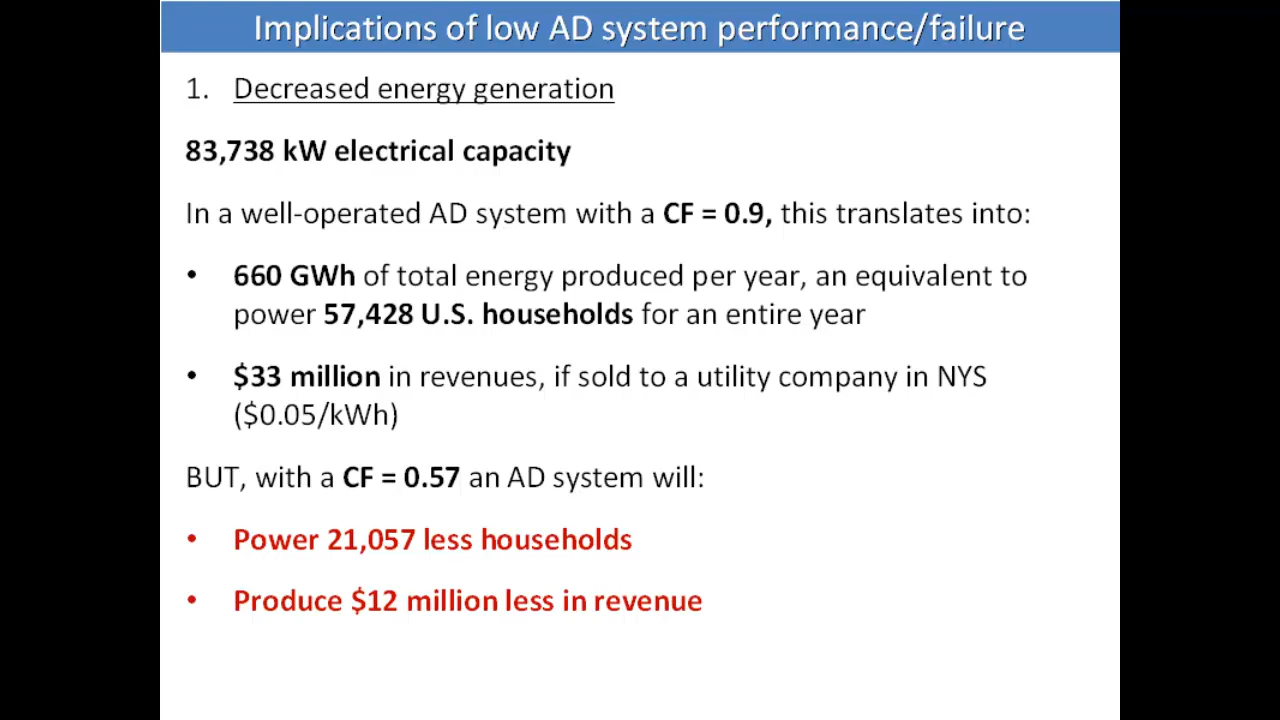 Implications of low AD system performance/failure
1. Decreased energy generation
83,738 kW electrical capacity
In a well-operated AD system with a CF = 0.9, this translates into:
• 660 GWh of total energy produced per year, an equivalent to
power 57,428 U.S. households for an entire year
• $33 million in revenues, if sold to a utility company in NYS
($0.05/kWh)
BUT, with a CF = 0.57 an AD system will:
• Power 21,057 less households
• Produce $12 million less in revenue